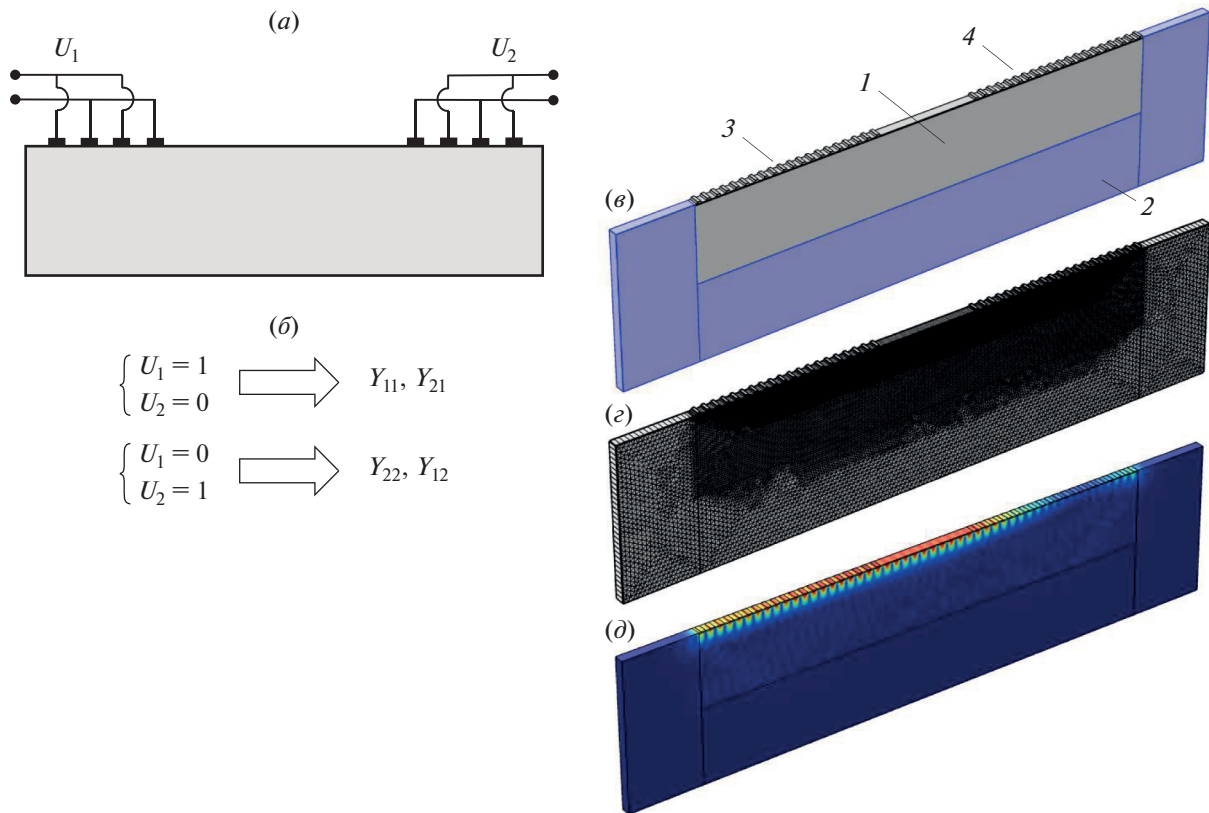 (а)
U1
U2
(б)
U1 = 1
U2 = 0
Y11, Y21
U1 = 0
U2 = 1
Y22, Y12
4
1
3
(в)
2
(г)
(д)